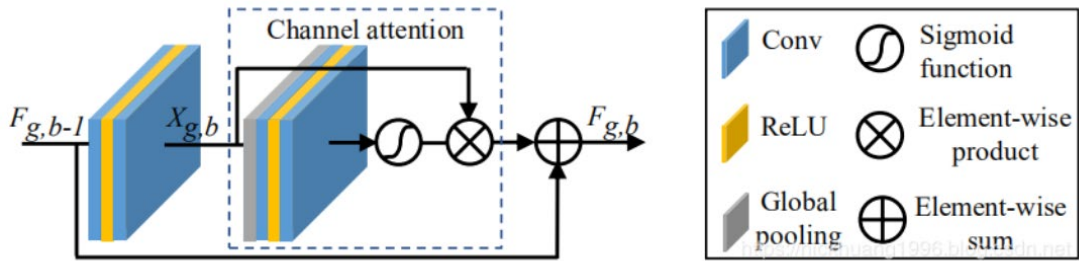 Channel attention
F_{g,b-1}
X_{g,b}
F_{g,b}
Conv
Sigmoid
function
ReLU
Element-wise
product
Global
pooling
Element-wise
sum